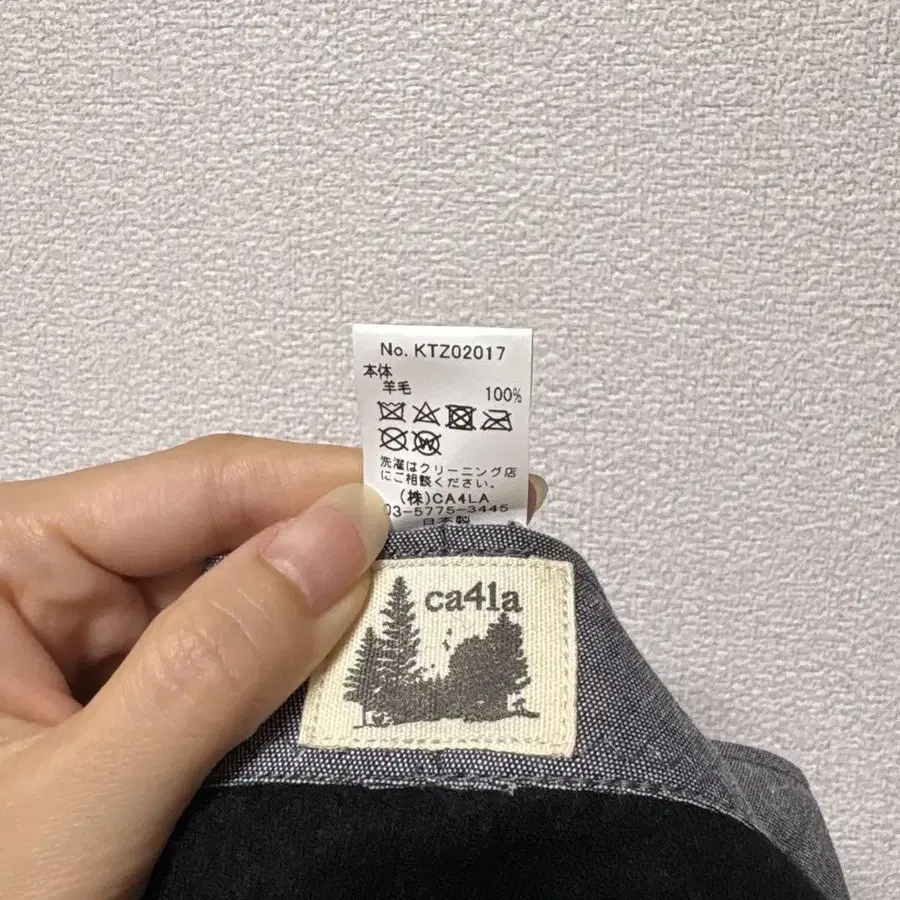 No. KTZ02017
本体
羊毛 100%
W
洗濯はクリーニング店
にご相談ください。
(株)CA4LA
03-5775-3445
日本製
ca4la